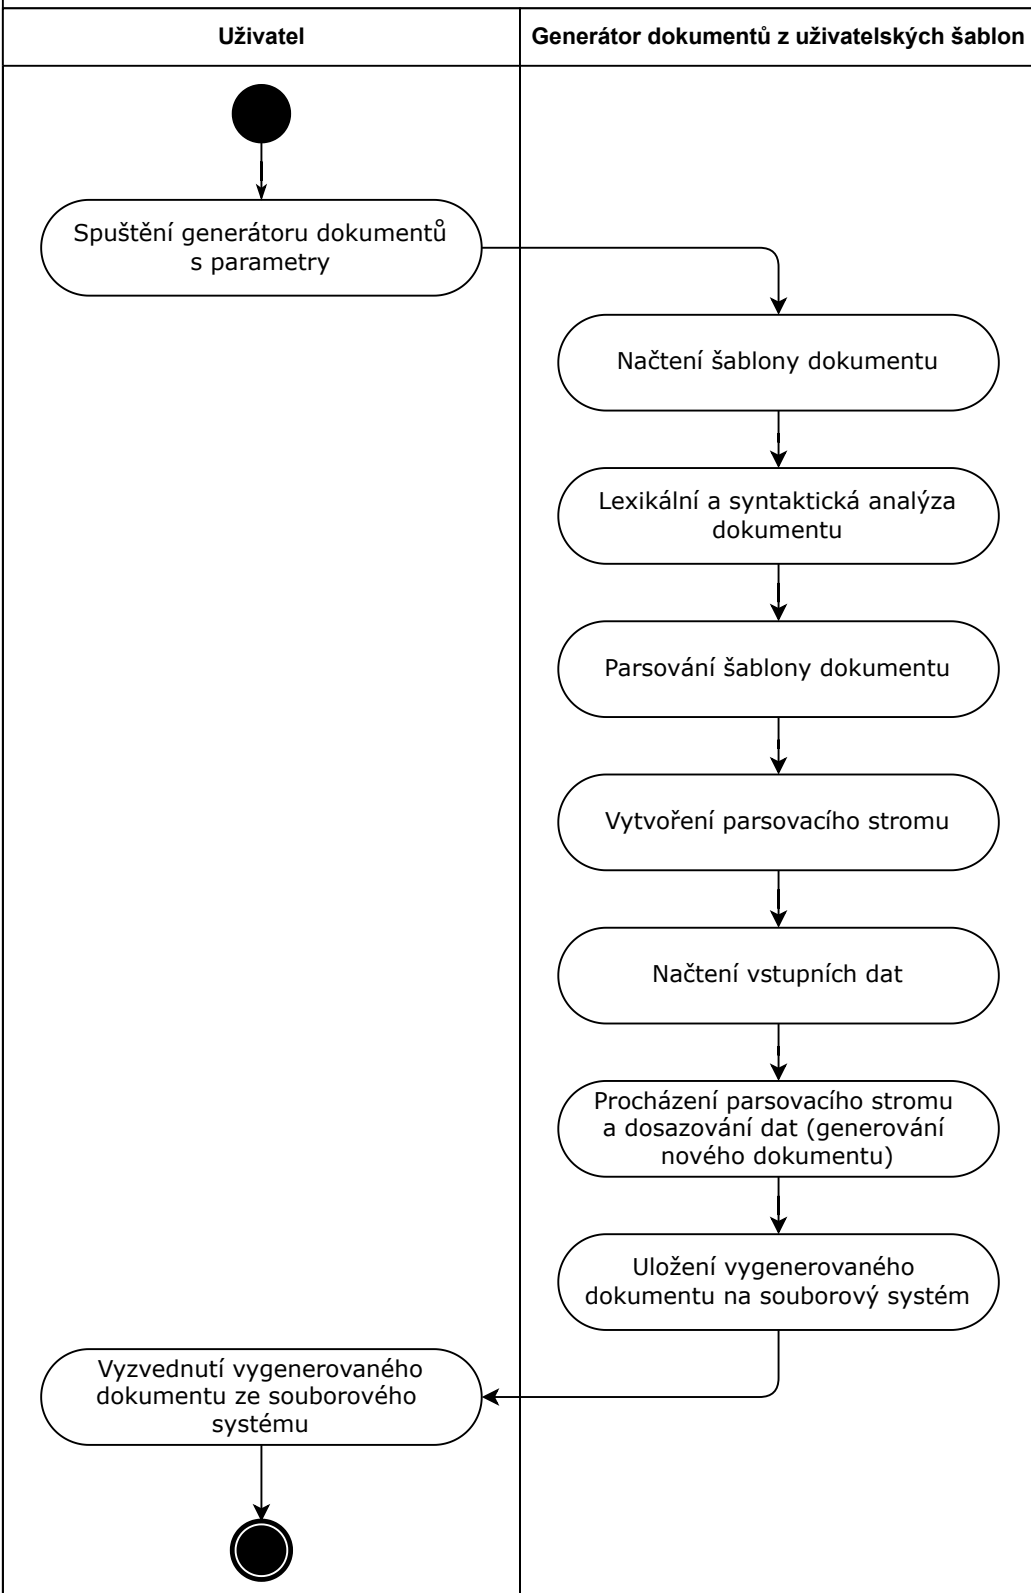 Uživatel
Generátor dokumentů z uživatelských šablon
Spuštění generátoru dokumentů
s parametry
Načtení šablony dokumentu
Lexikální a syntaktická analýza
dokumentu
Parsování šablony dokumentu
Vytvoření parsovacího stromu
Načtení vstupních dat
Procházení parsovacího stromu
a dosazování dat (generování
nového dokumentu)
Uložení vygenerovaného
dokumentu na souborový systém
Vyzvednutí vygenerovaného
dokumentu ze souborového
systému